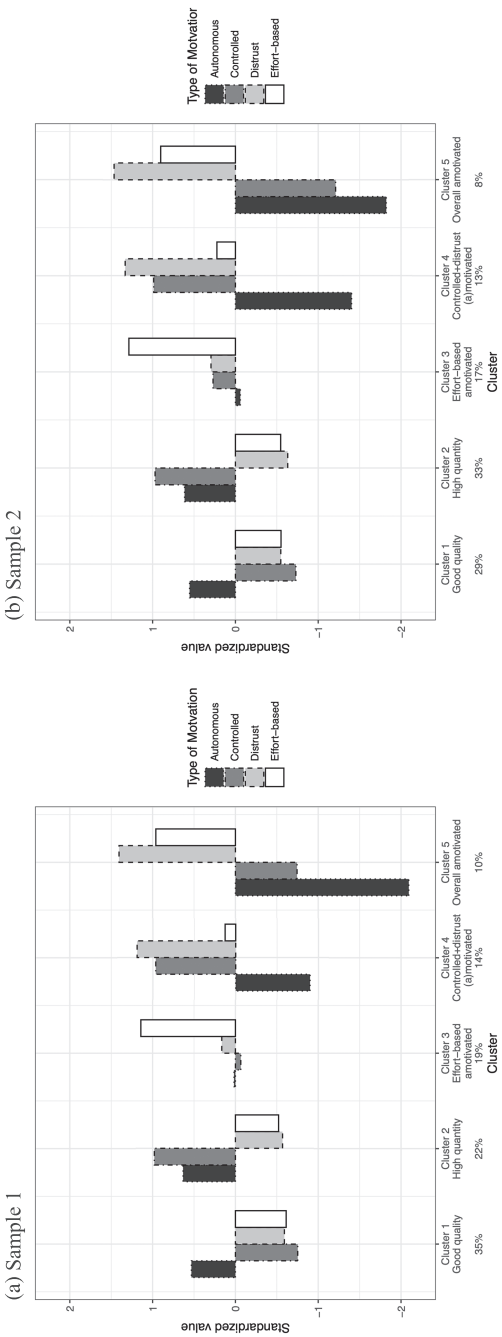 (a) Sample 1
Standardized value
2
1
0
−1
−2
Cluster 1
Good quality
35%
Cluster 2
High quantity
22%
Cluster 3
Effort−based
amotivated
19%
Cluster 4
Controlled+distrust
(a)motivated
14%
Cluster 5
Overall amotivated
10%
Cluster
Type of Motvation
Autonomous
Controlled
Distrust
Effort−based
(b) Sample 2
Standardized value
2
1
0
−1
−2
Cluster 1
Good quality
29%
Cluster 2
High quantity
33%
Cluster 3
Effort−based
amotivated
17%
Cluster 4
Controlled+distrust
(a)motivated
13%
Cluster 5
Overall amotivated
8%
Cluster
Type of Motvation
Autonomous
Controlled
Distrust
Effort−based